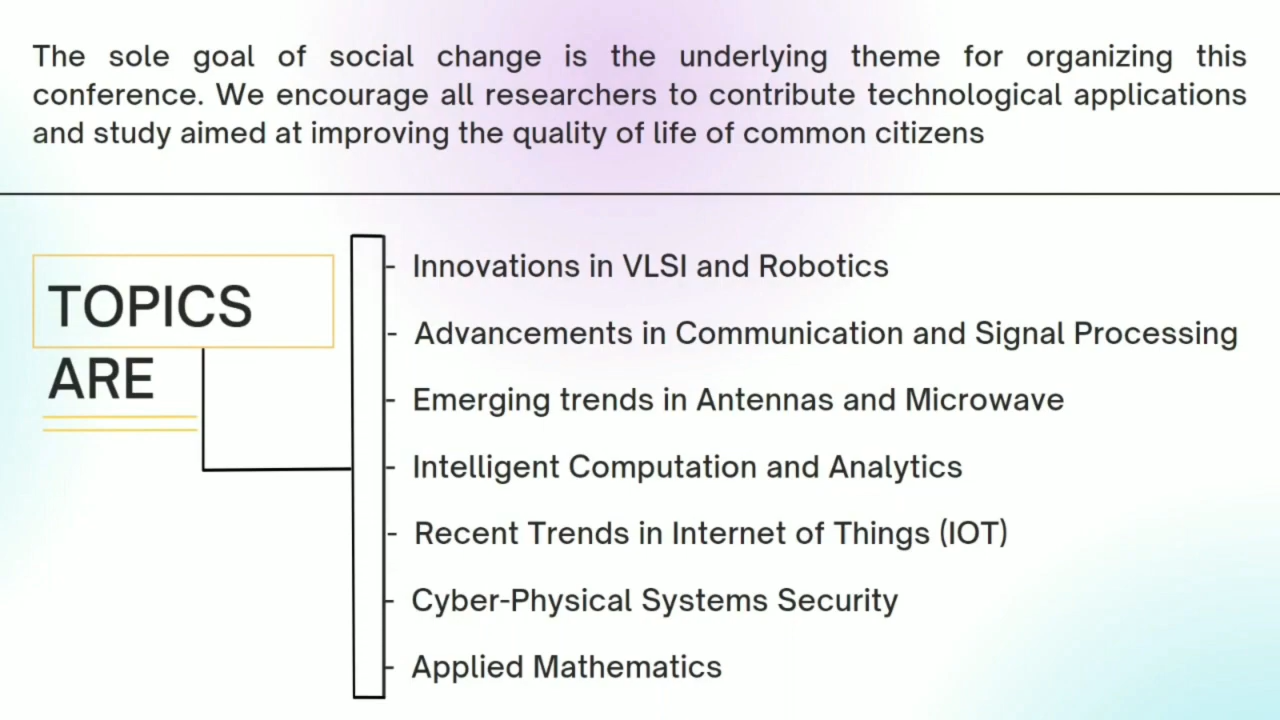 The sole goal of social change is the underlying theme for organizing this
conference. We encourage all researchers to contribute technological applications
and study aimed at improving the quality of life of common citizens
TOPICS
ARE
- Innovations in VLSI and Robotics
- Advancements in Communication and Signal Processing
- Emerging trends in Antennas and Microwave
- Intelligent Computation and Analytics
- Recent Trends in Internet of Things (IOT)
- Cyber-Physical Systems Security
- Applied Mathematics